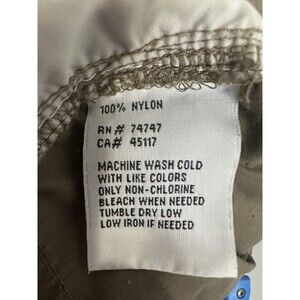 100% NYLON
RN# 74747
CA# 45117
MACHINE WASH COLD
WITH LIKE COLORS
ONLY NON-CHLORINE
BLEACH WHEN NEEDED
TUMBLE DRY LOW
LOW IRON IF NEEDED